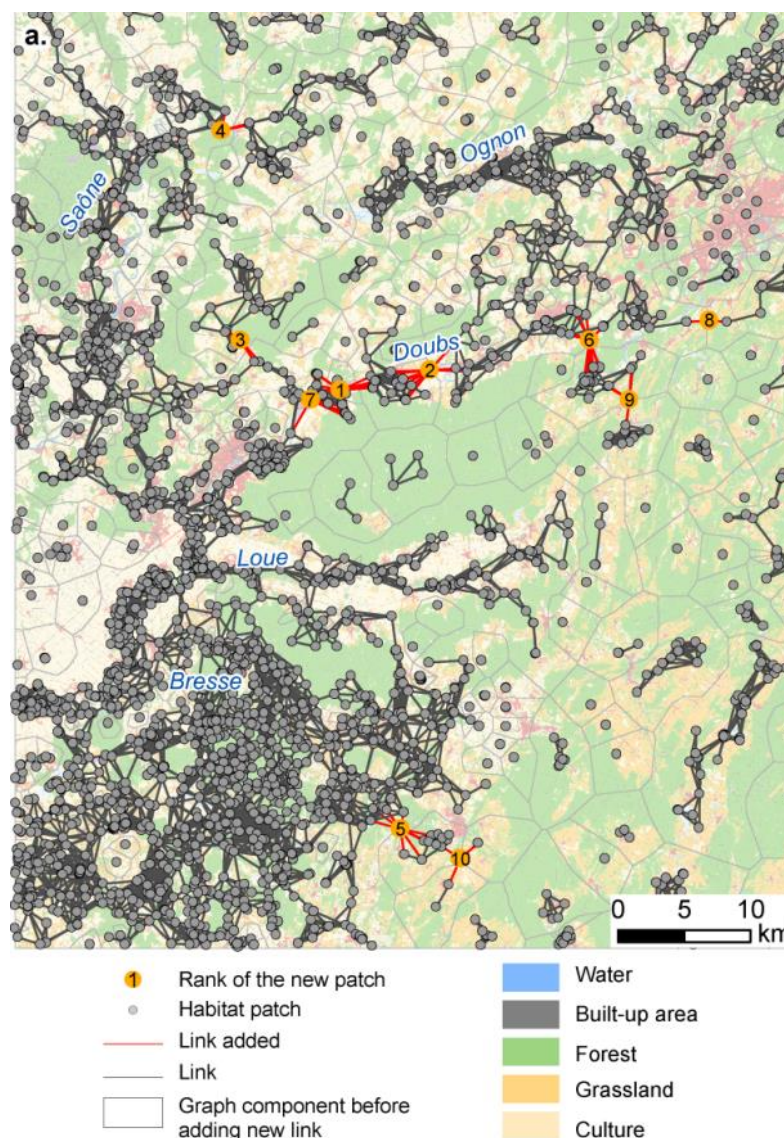 a.
4
Ognon
Saône
3
Doubs
6
8
2
1
7
9
Loue
Bresse
5
10
0 5 10
km
1 Rank of the new patch
Habitat patch
Link added
Link
Graph component before
adding new link
Water
Built-up area
Forest
Grassland
Culture